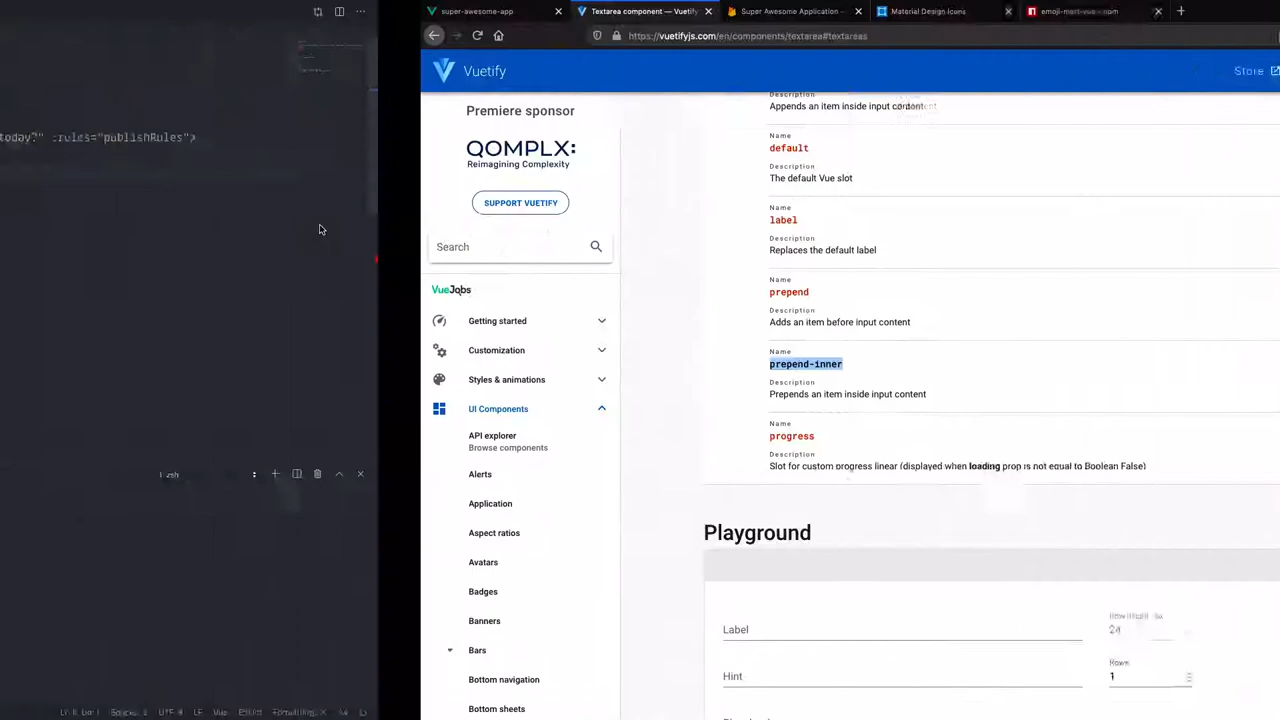 super-awesome-app
Textarea component — Vuetify
Super Awesome Application –
Material Design Icons
emoji-mart-vue - npm
https://vuetifyjs.com/en/components/textarea#textareas
Vuetify
Store
today?" :rules="publishRules">
Premiere sponsor
QOMPLX:
Reimagining Complexity
SUPPORT VUETIFY
Search
VueJobs
Getting started
Customization
Styles & animations
UI Components
API explorer
Browse components
Alerts
Application
Aspect ratios
Avatars
Badges
Banners
Bars
Bottom navigation
Bottom sheets
Description
Appends an item inside input content
Name
default
Description
The default Vue slot
Name
label
Description
Replaces the default label
Name
prepend
Description
Adds an item before input content
Name
prepend-inner
Description
Prepends an item inside input content
Name
progress
Description
Slot for custom progress linear (displayed when loading prop is not equal to Boolean False)
Playground
Label
24
Hint
Rows
1